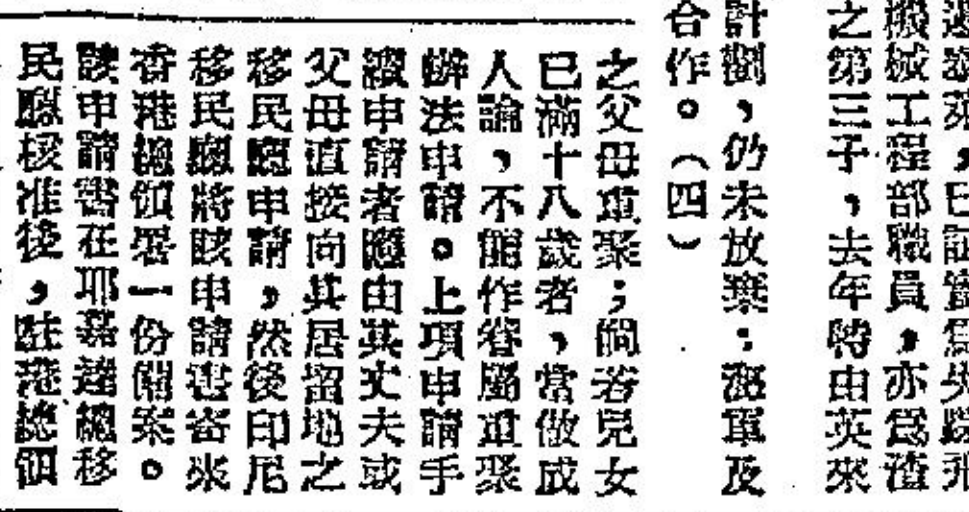 之第三子，去年時由英來
機械工程部職員，亦為渣
計劃，仍未放棄；海軍及
合作。（四）
之父母重聚；倘若兒女
已滿十八歲者，當做成
人論，不能作眷屬重聚
辦法申請。上項申請手
續申請者應由其丈夫或
父母直接向其居留地之
移民廳申請，然後印尼
移民廳將該申請書寄來
香港總領署一份備案。
該申請書在耶嘉達總移
民廳核准後，駐港總領